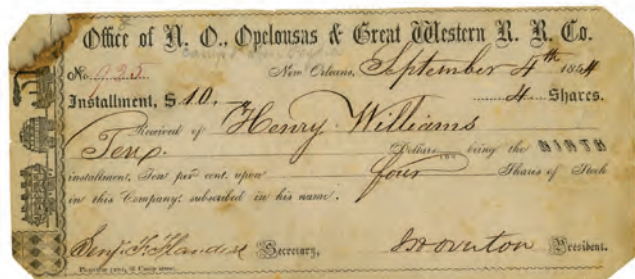 Office of N. O., Opelousas & Great Western R. R. Co.
No. 925 New Orleans, September 4th 1854
Installment, $ 10. 4 Shares.
Received of Henry Williams
Ten Dollars 100 being the NINTH
installment, Ten per cent. upon four Shares of Stock
in this Company, subscribed in his name.
Benj. F. Flanders Secretary, President.